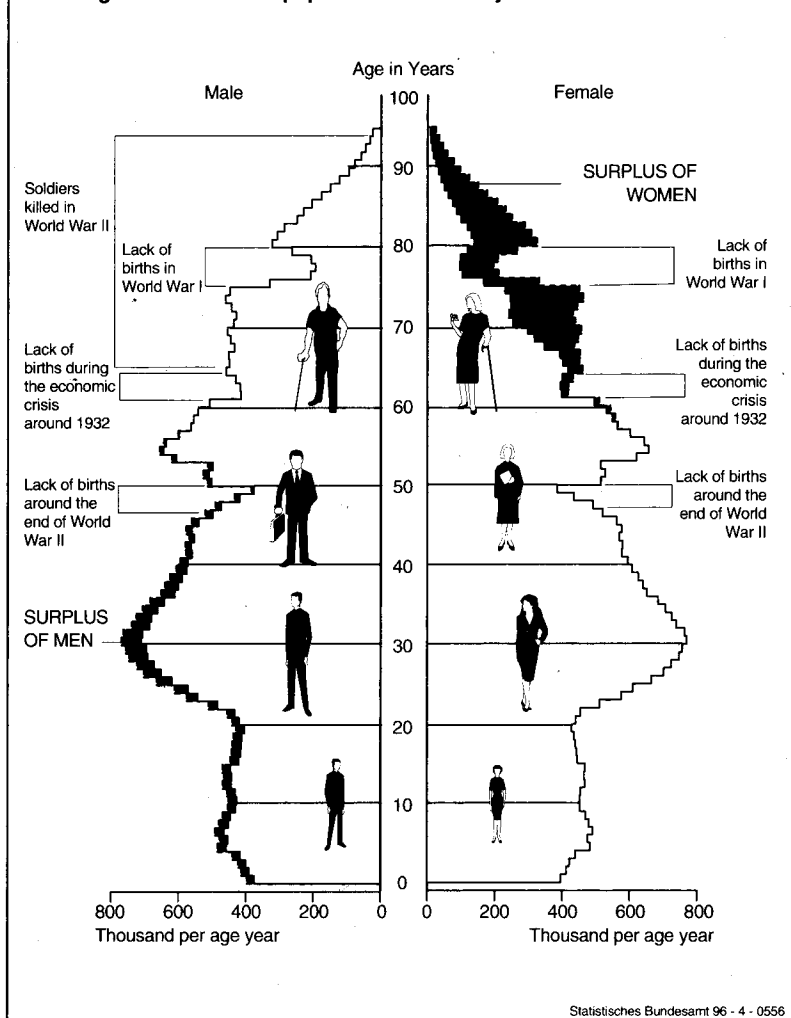 Age in Years
Male
Female
100
90
80
70
60
50
40
30
20
10
0
Soldiers
killed in
World War II
Lack of
births in
World War I
Lack of
births during
the economic
crisis
around 1932
Lack of births
around the
end of World
War II
SURPLUS
OF MEN
SURPLUS OF
WOMEN
Lack of
births in
World War I
Lack of births
during the
economic
crisis
around 1932
Lack of births
around the
end of World
War II
800 600 400 200 0
Thousand per age year
0 200 400 600 800
Thousand per age year
Statistisches Bundesamt 96 - 4 - 0556